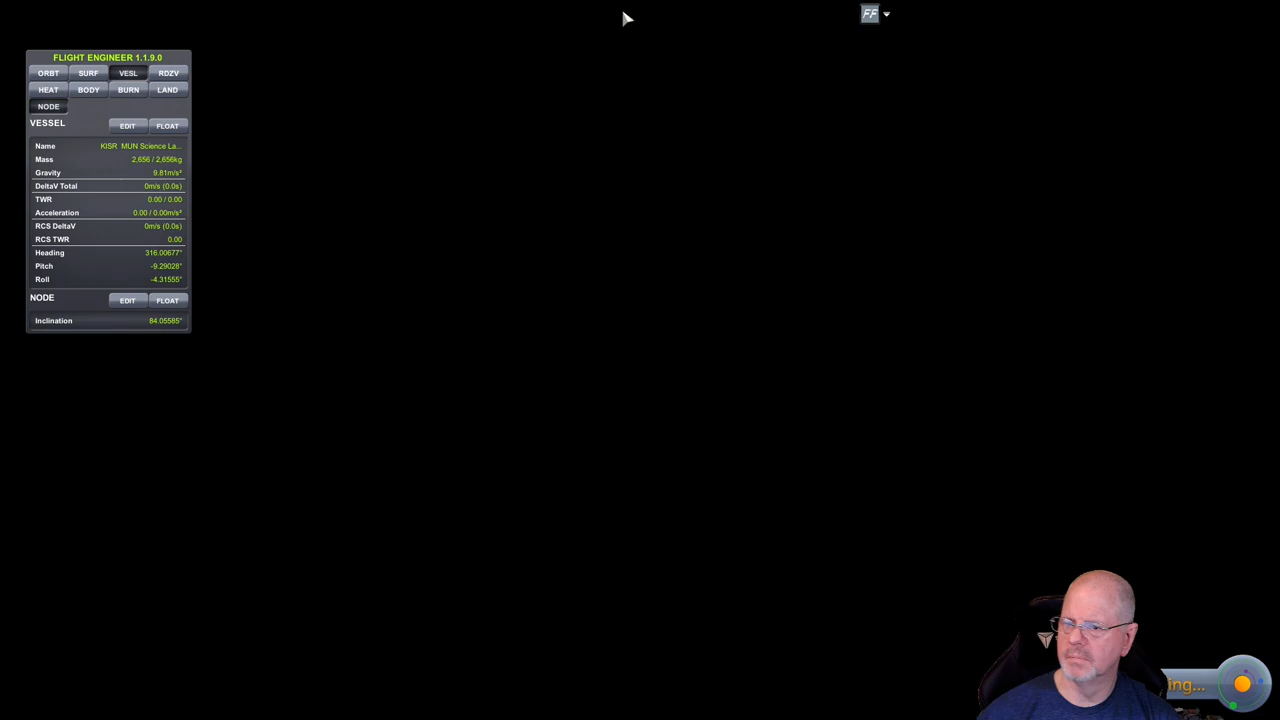 FF
FLIGHT ENGINEER 1.1.9.0
ORBT SURF VESL RDZV
HEAT BODY BURN LAND
NODE
VESSEL EDIT FLOAT
Name KISR MUN Science La...
Mass 2,656 / 2,656kg
Gravity 9.81m/s²
DeltaV Total 0m/s (0.0s)
TWR 0.00 / 0.00
Acceleration 0.00 / 0.00m/s²
RCS DeltaV 0m/s (0.0s)
RCS TWR 0.00
Heading 316.00677°
Pitch -9.29028°
Roll -4.31555°
NODE EDIT FLOAT
Inclination 84.05585°
ing...